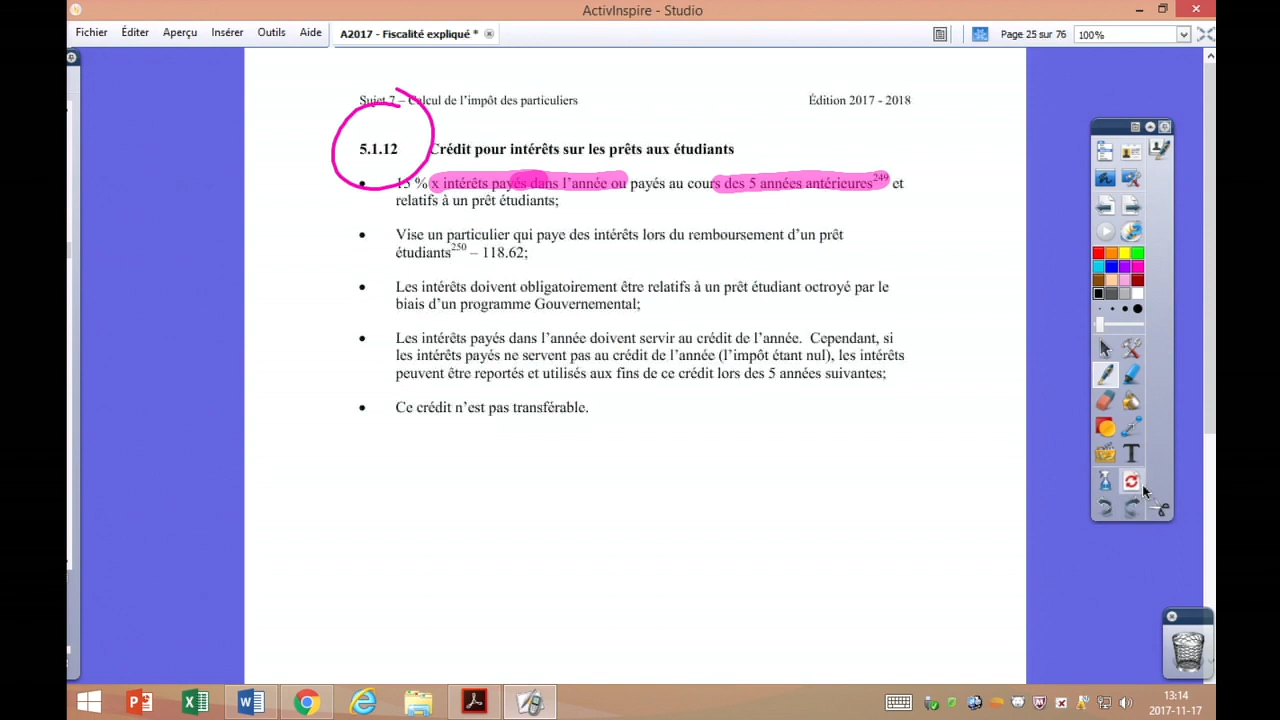 ActivInspire - Studio
Fichier Éditer Aperçu Insérer Outils Aide A2017 - Fiscalité expliqué * Page 25 sur 76 100%
Sujet 7 – Calcul de l’impôt des particuliers Édition 2017 - 2018
5.1.12 Crédit pour intérêts sur les prêts aux étudiants
• 15 % x intérêts payés dans l’année ou payés au cours des 5 années antérieures249 et
relatifs à un prêt étudiants;
• Vise un particulier qui paye des intérêts lors du remboursement d’un prêt
étudiants250 – 118.62;
• Les intérêts doivent obligatoirement être relatifs à un prêt étudiant octroyé par le
biais d’un programme Gouvernemental;
• Les intérêts payés dans l’année doivent servir au crédit de l’année. Cependant, si
les intérêts payés ne servent pas au crédit de l’année (l’impôt étant nul), les intérêts
peuvent être reportés et utilisés aux fins de ce crédit lors des 5 années suivantes;
• Ce crédit n’est pas transférable.
13:14
2017-11-17